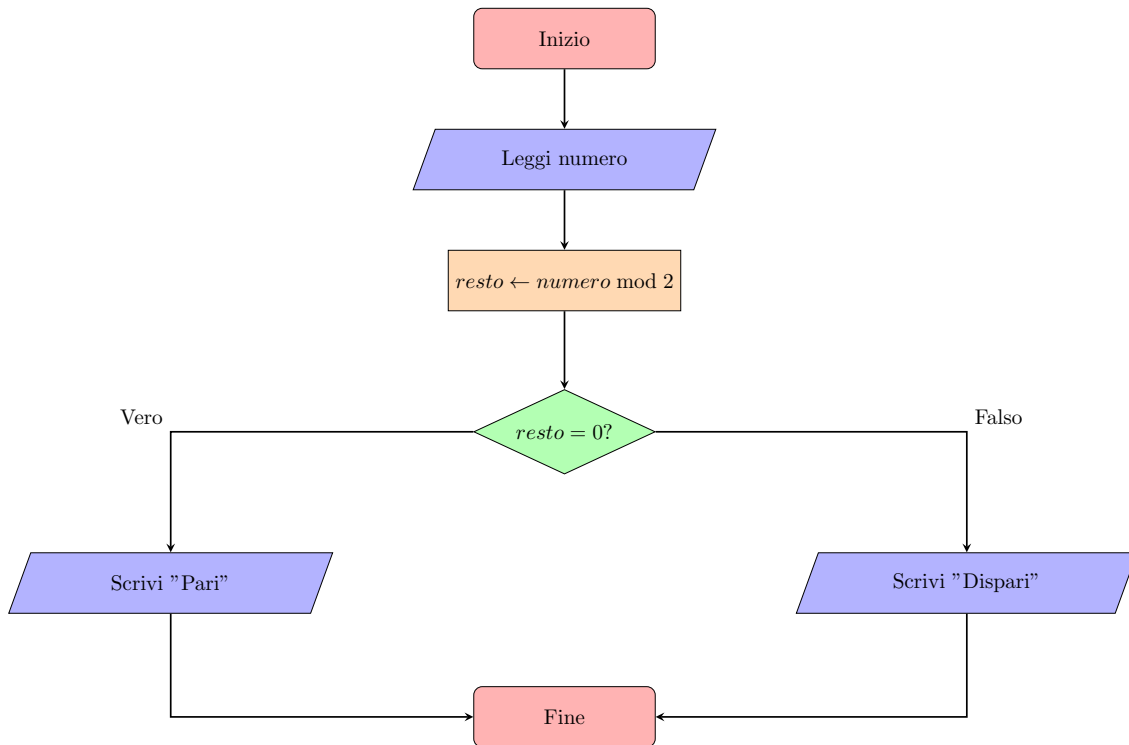 Inizio
Leggi numero
resto ← numero mod 2
resto = 0?
Vero
Falso
Scrivi "Pari"
Scrivi "Dispari"
Fine